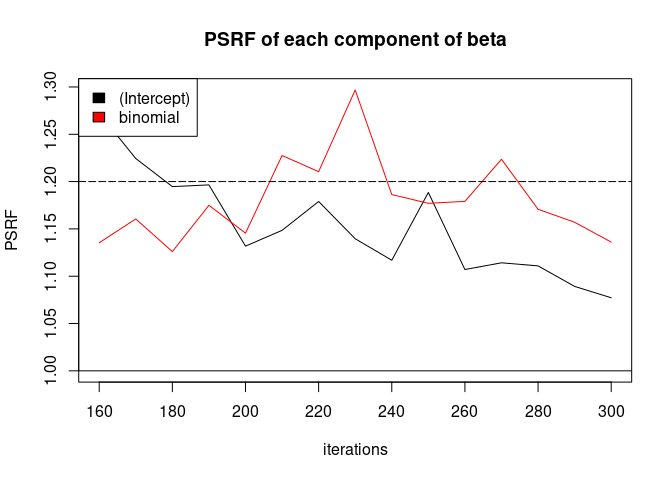 PSRF of each component of beta
(Intercept)
binomial
PSRF
1.30
1.25
1.20
1.15
1.10
1.05
1.00
160 180 200 220 240 260 280 300
iterations